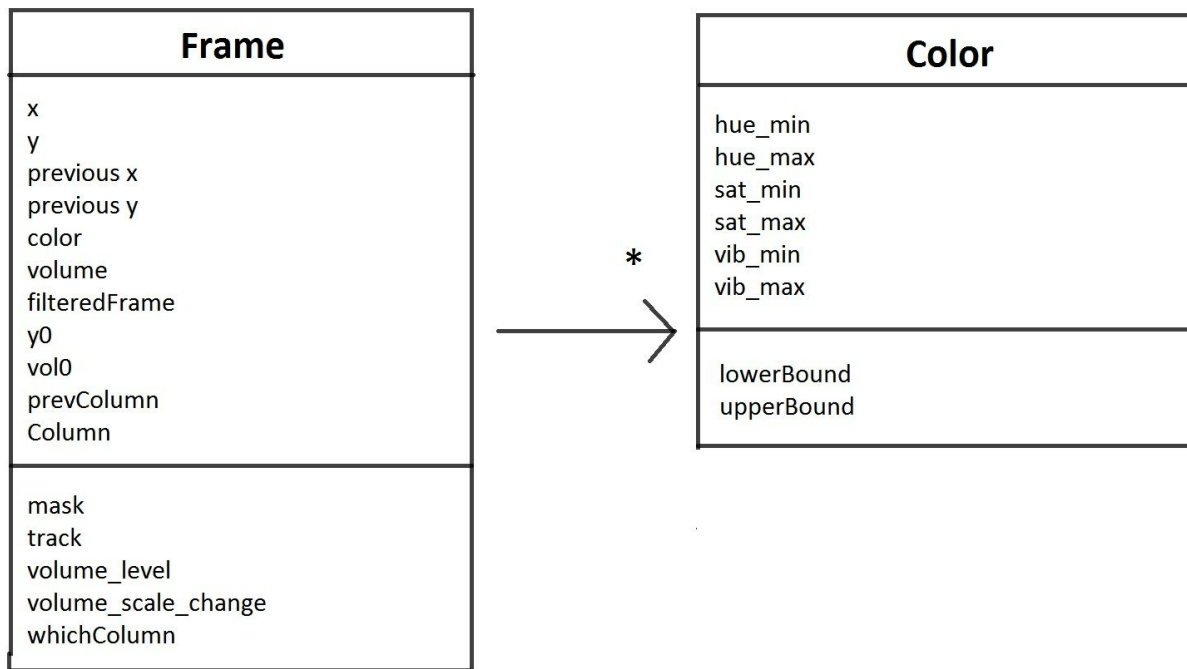 Frame
x
y
previous x
previous y
color
volume
filteredFrame
y0
vol0
prevColumn
Column
mask
track
volume_level
volume_scale_change
whichColumn
*
Color
hue_min
hue_max
sat_min
sat_max
vib_min
vib_max
lowerBound
upperBound